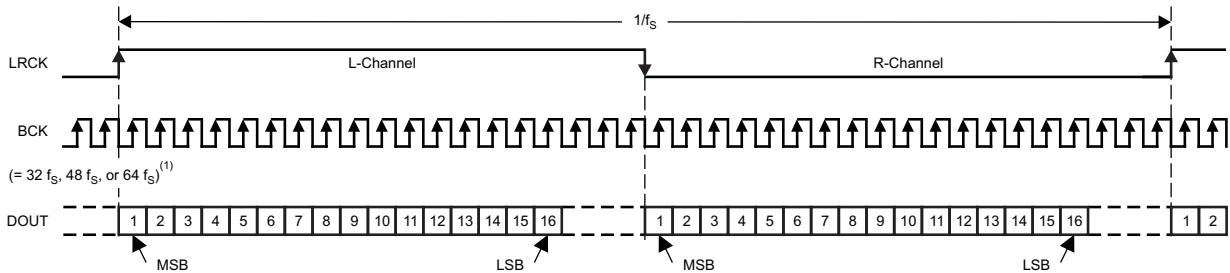 1/fS
LRCK
L-Channel
R-Channel
BCK
(= 32 fS, 48 fS, or 64 fS)(1)
DOUT
1 2 3 4 5 6 7 8 9 10 11 12 13 14 15 16
1 2 3 4 5 6 7 8 9 10 11 12 13 14 15 16
1 2
MSB
LSB
MSB
LSB